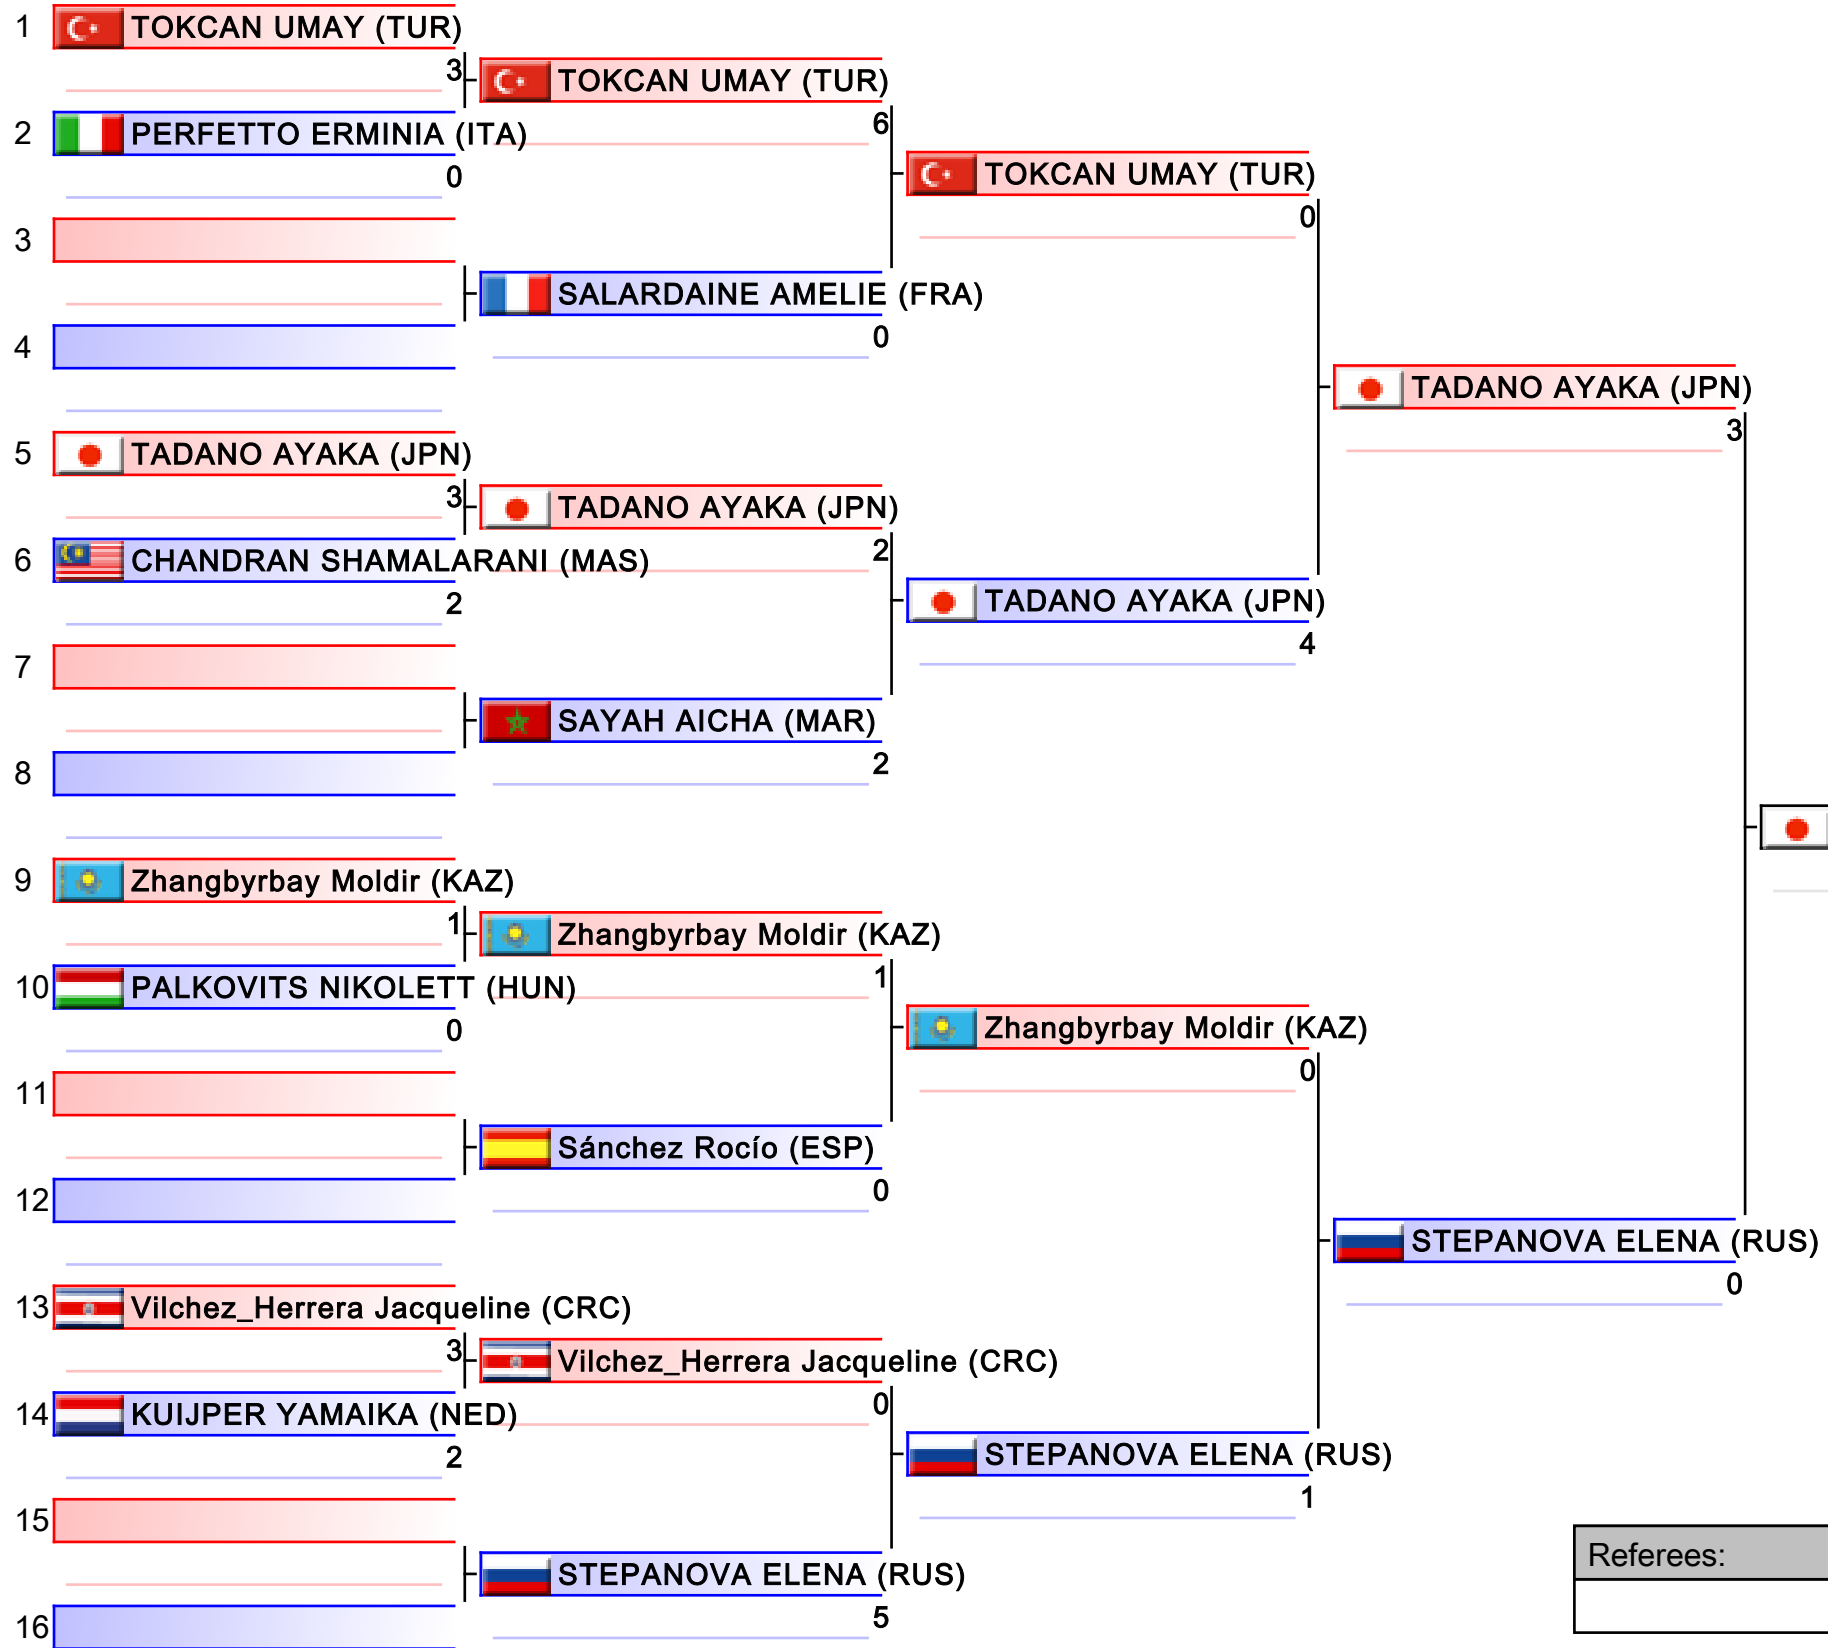 1 TOKCAN UMAY (TUR)
3 TOKCAN UMAY (TUR)
6
2 PERFETTO ERMINIA (ITA)
0
TOKCAN UMAY (TUR)
0
3
SALARDAINE AMELIE (FRA)
0
4
TADANO AYAKA (JPN)
3
5 TADANO AYAKA (JPN)
3 TADANO AYAKA (JPN)
2
6 CHANDRAN SHAMALARANI (MAS)
2
TADANO AYAKA (JPN)
4
7
SAYAH AICHA (MAR)
2
8
9 Zhangbyrbay Moldir (KAZ)
1 Zhangbyrbay Moldir (KAZ)
1
10 PALKOVITS NIKOLETT (HUN)
0
Zhangbyrbay Moldir (KAZ)
0
11
Sánchez Rocío (ESP)
0
12
STEPANOVA ELENA (RUS)
0
13 Vilchez_Herrera Jacqueline (CRC)
3 Vilchez_Herrera Jacqueline (CRC)
0
14 KUIJPER YAMAIKA (NED)
2
STEPANOVA ELENA (RUS)
1
15
STEPANOVA ELENA (RUS)
5
16
Referees: